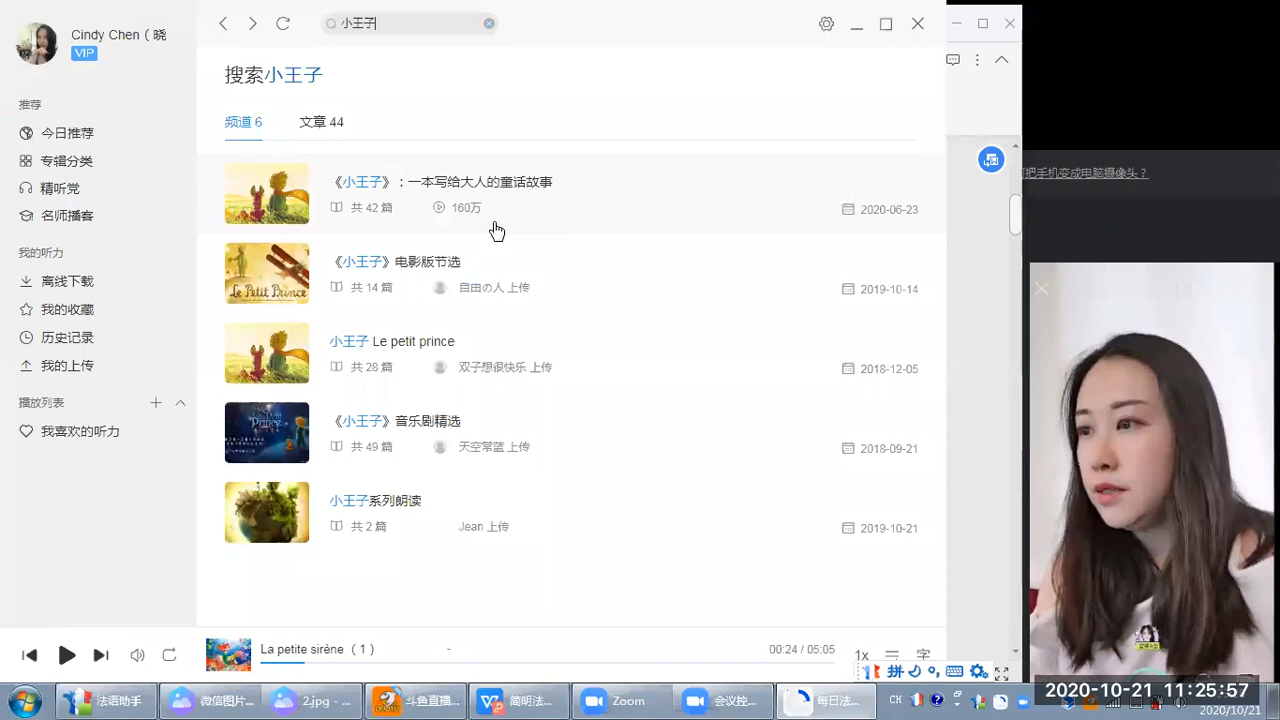 Cindy Chen ( 晓
VIP
小王子
推荐
今日推荐
专辑分类
精听党
名师播客
我的听力
离线下载
我的收藏
历史记录
我的上传
播放列表
我喜欢的听力
搜索小王子
频道 6 文章 44
《小王子》：一本写给大人的童话故事
共 42 篇 160万 2020-06-23
《小王子》电影版节选
共 14 篇 自由の人 上传 2019-10-14
Le Petit Prince
小王子 Le petit prince
共 28 篇 双子想很快乐 上传 2018-12-05
《小王子》音乐剧精选
共 49 篇 天空常蓝 上传 2018-09-21
小王子系列朗读
共 2 篇 Jean 上传 2019-10-21
La petite sirène （1） - 00:24 / 05:05
1x 字
把手机变成电脑摄像头？
拼
法语助手 微信图片... 2.jpg - ... 斗鱼直播... 简明法... Zoom 会议控... 每日法... CH
2020-10-21 11:25:57
2020/10/21